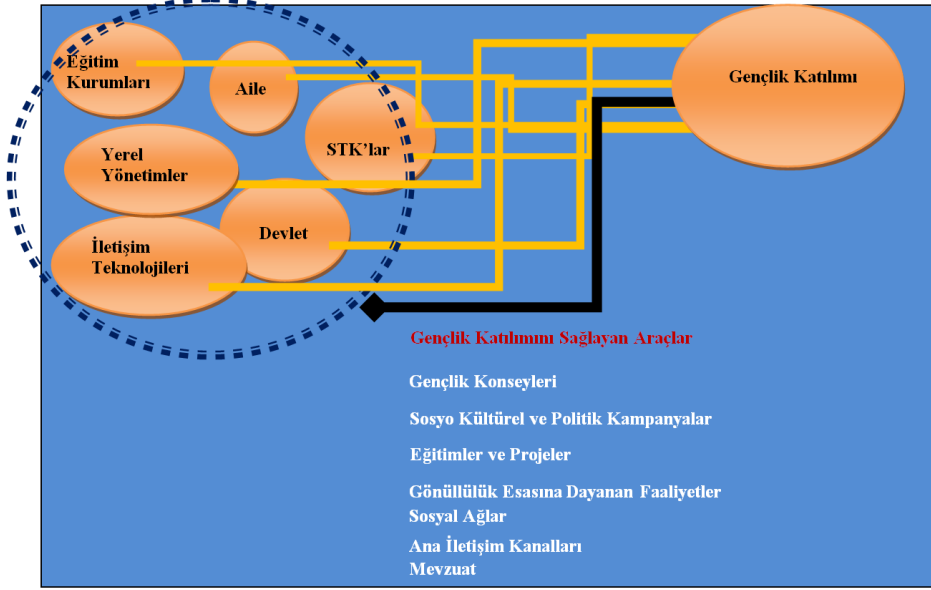 Eğitim
Kurumları
Aile
Gençlik Katılımı
STK’lar
Yerel
Yönetimler
Devlet
İletişim
Teknolojileri
Gençlik Katılımını Sağlayan Araçlar
Gençlik Konseyleri
Sosyo Kültürel ve Politik Kampanyalar
Eğitimler ve Projeler
Gönüllülük Esasına Dayanan Faaliyetler
Sosyal Ağlar
Ana İletişim Kanalları
Mevzuat